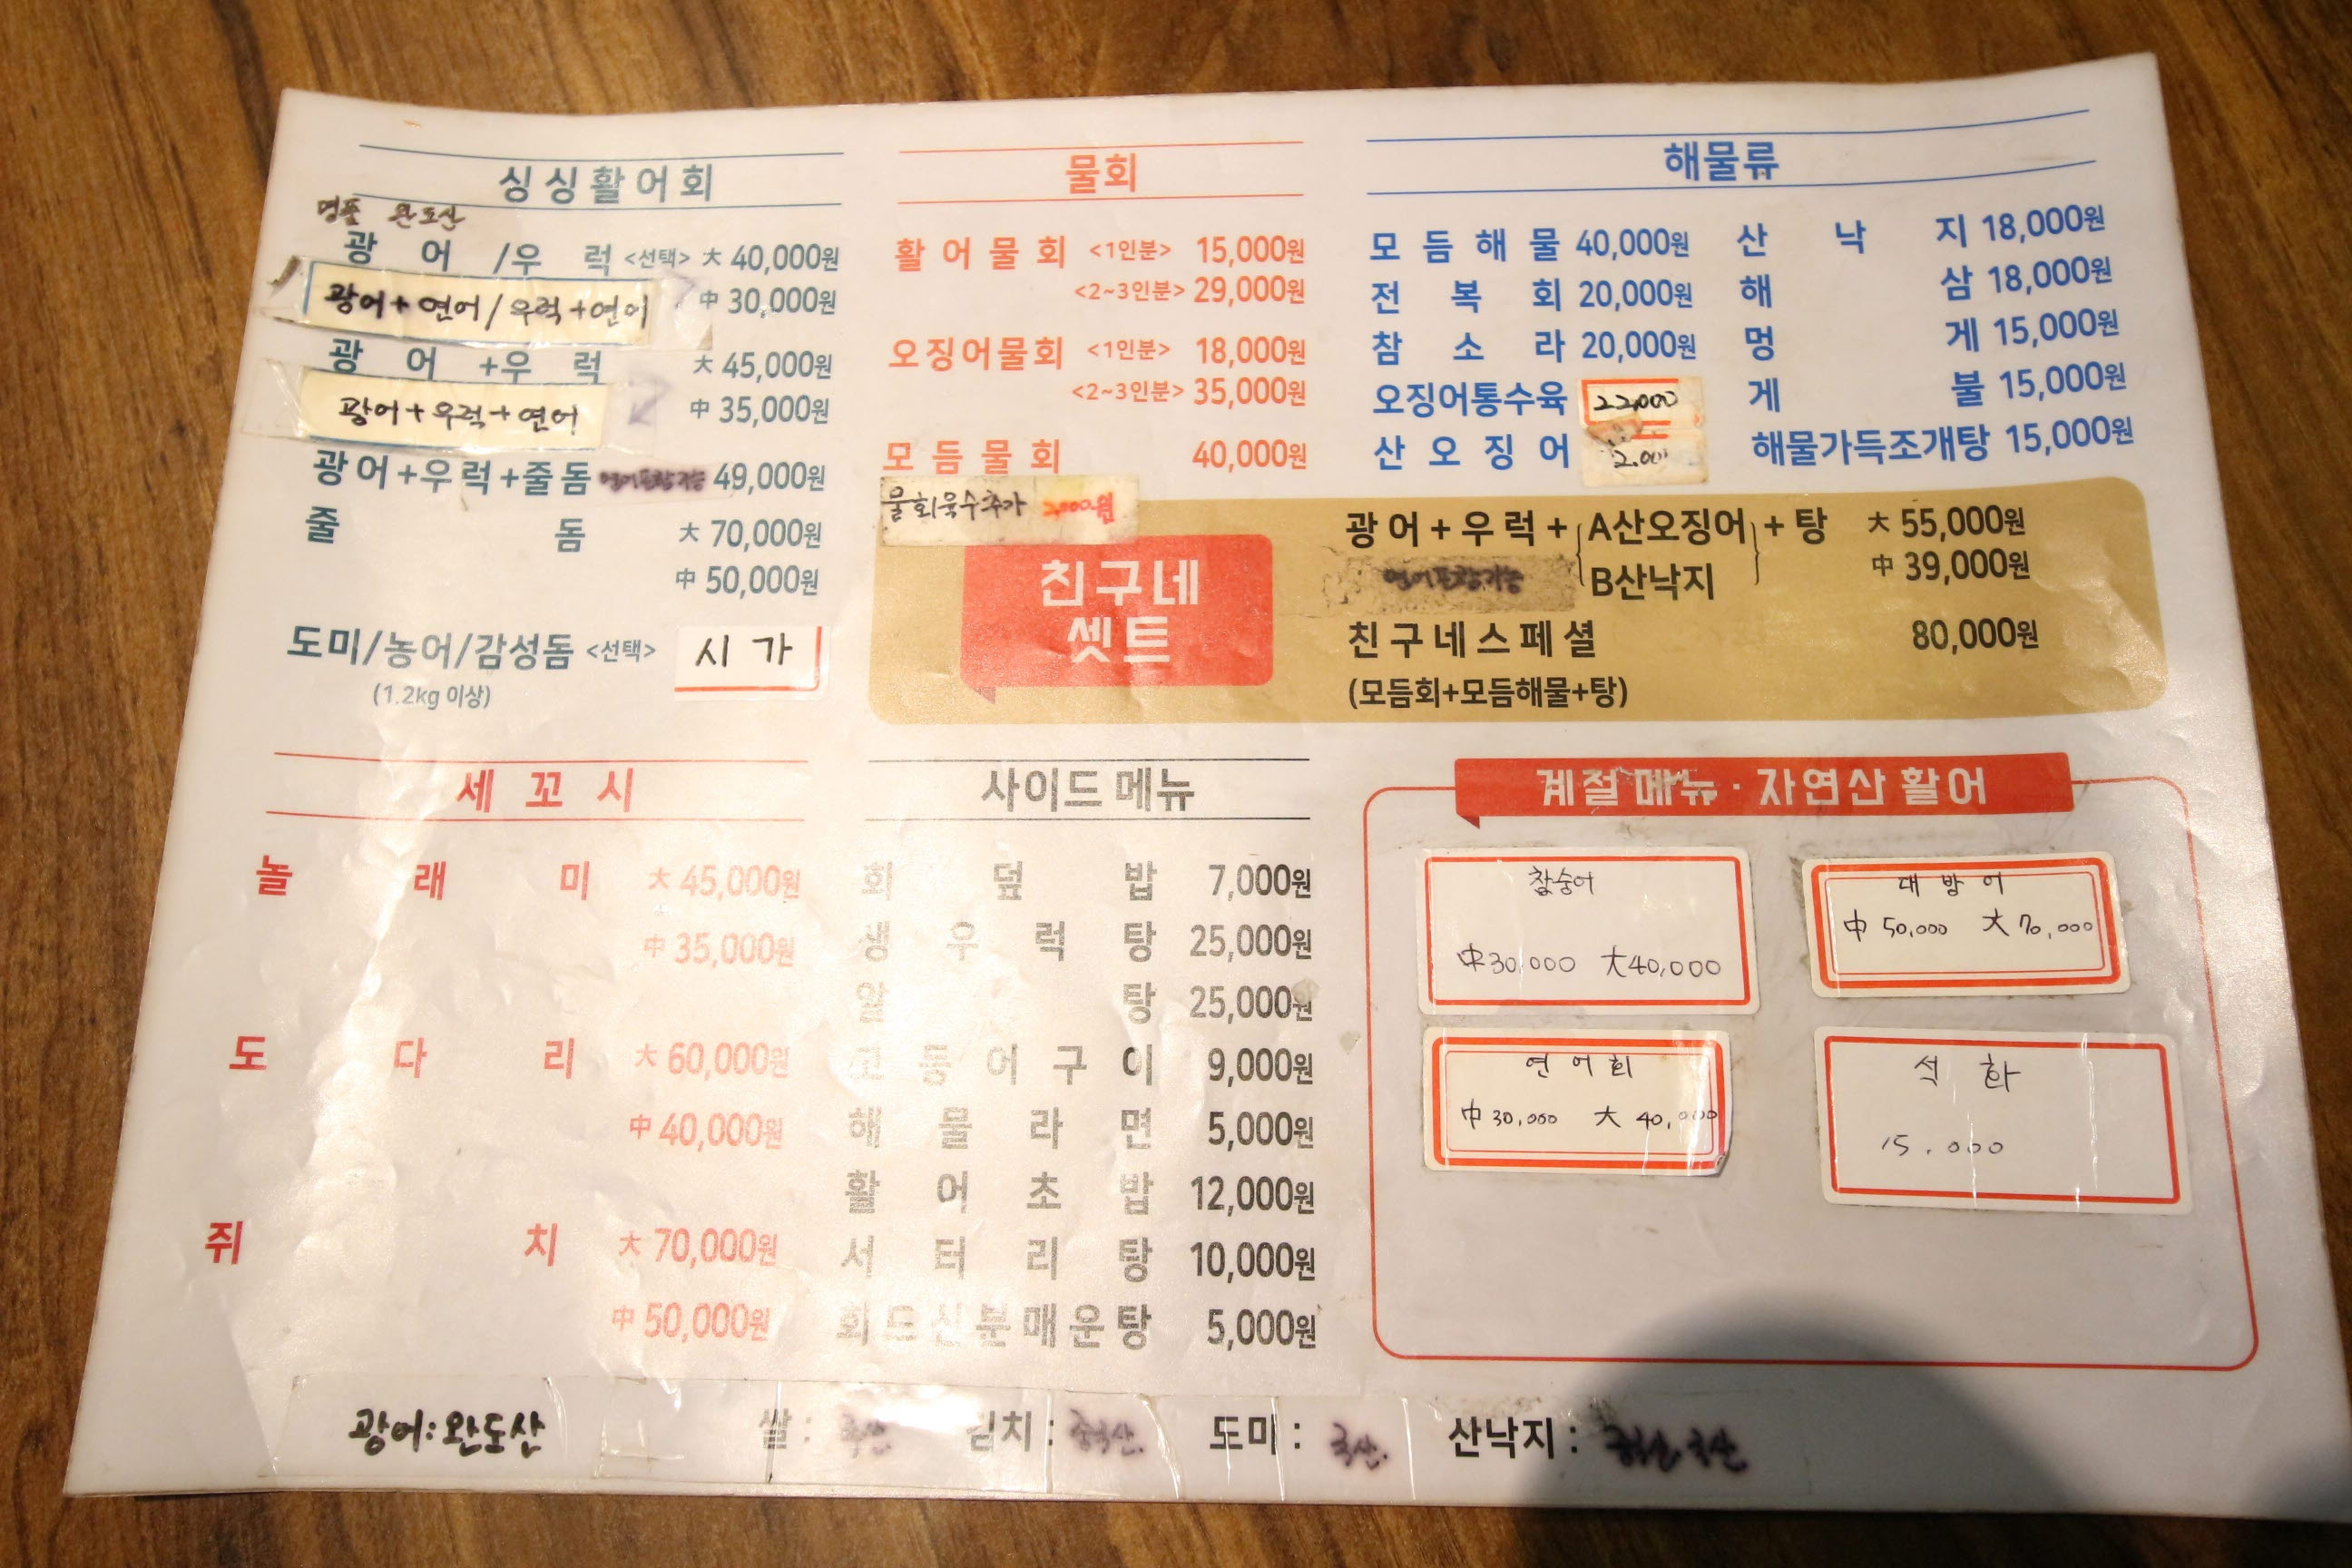 싱싱활어회
명품 완도산
광어/우럭 <선택> 大 40,000원
中 30,000원
광어+연어/우럭+연어
광어+우럭 大 45,000원
中 35,000원
광어+우럭+연어
광어+우럭+줄돔 49,000원
줄돔 大 70,000원
中 50,000원
도미/농어/감성돔 <선택> 시가
(1.2kg 이상)
물회
활어물회 <1인분> 15,000원
<2~3인분> 29,000원
오징어물회 <1인분> 18,000원
<2~3인분> 35,000원
모듬물회 40,000원
물회육수추가 2,000원
해물류
모듬해물 40,000원
전복회 20,000원
참소라 20,000원
오징어통수육 22,000
산오징어
산낙지 18,000원
해삼 18,000원
멍게 15,000원
게불 15,000원
해물가득조개탕 15,000원
친구네
셋트
광어+우럭+ A산오징어 +탕 大 55,000원
B산낙지 中 39,000원
친구네스페셜 80,000원
(모듬회+모듬해물+탕)
세꼬시
놀래미 大 45,000원
中 35,000원
도다리 大 60,000원
中 40,000원
쥐치 大 70,000원
中 50,000원
사이드 메뉴
회덮밥 7,000원
생우럭탕 25,000원
알탕 25,000원
고등어구이 9,000원
해물라면 5,000원
활어초밥 12,000원
서더리탕 10,000원
회드신분매운탕 5,000원
계절 메뉴 · 자연산 활어
참숭어
中 30,000 大 40,000
대방어
中 50,000 大 70,000
연어회
中 30,000 大 40,000
석화
15.000
광어:완도산 쌀: 김치: 도미: 국산. 산낙지: